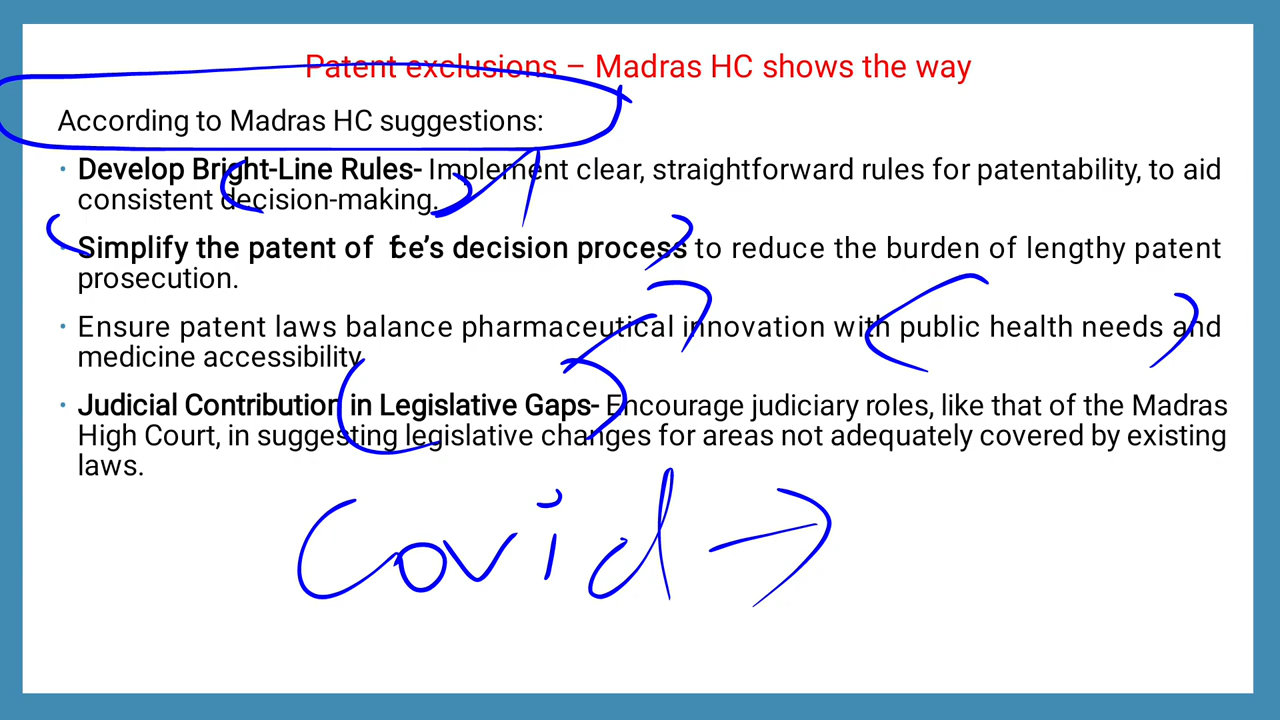 Patent exclusions – Madras HC shows the way
According to Madras HC suggestions:
• Develop Bright-Line Rules- Implement clear, straightforward rules for patentability, to aid
consistent decision-making.
• Simplify the patent of fce's decision process to reduce the burden of lengthy patent
prosecution.
• Ensure patent laws balance pharmaceutical innovation with public health needs and
medicine accessibility
• Judicial Contribution in Legislative Gaps- Encourage judiciary roles, like that of the Madras
High Court, in suggesting legislative changes for areas not adequately covered by existing
laws.
Covid →